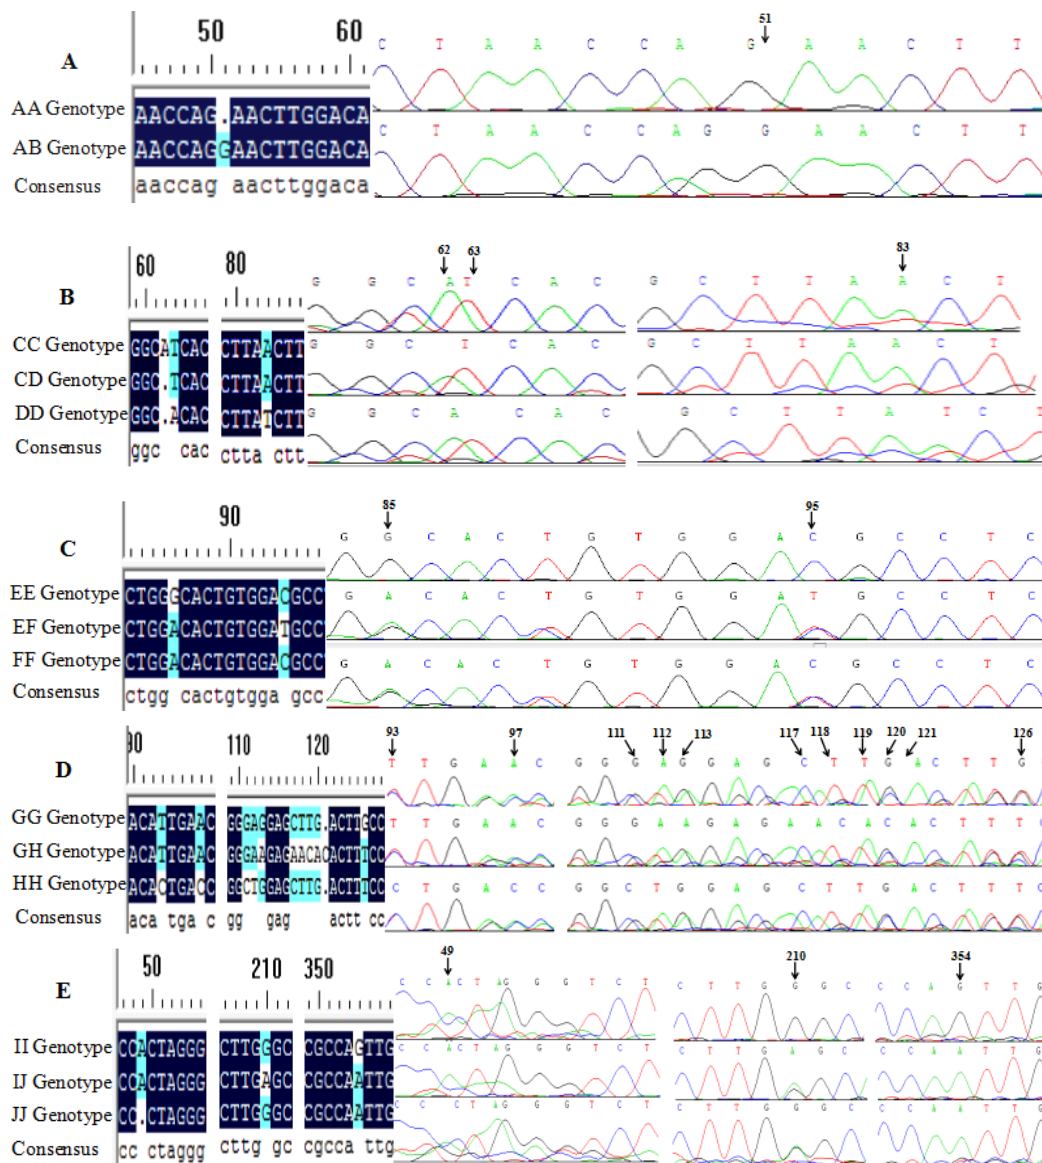 A
50 60
51
C T A A C C A G A A C T T
AA Genotype AACCAG.AACTTGGACA
C T A A C C A G G A A C T T
AB Genotype AACCAGGAACTTGGACA
Consensus aaccag aacttggaca
B
60 80
62 63 83
G G C A T C A C G C T T A A C T
CC Genotype GGCATCAC CTTAACTT
G G C T C A C G C T T A A C T
CD Genotype GGC.TCAC CTTAACTT
DD Genotype GGC.ACAC CTTATCTT
G G C A C A C G C T T A T C T
Consensus ggc cac ctta ctt
C
90
85 95
G G C A C T G T G G A C G C C T C
EE Genotype CTGGGCACTGTGGACGCC
G A C A C T G T G G A T G C C T C
EF Genotype CTGGACACTGTGGATGCC
FF Genotype CTGGACACTGTGGACGCC
G A C A C T G T G G A C G C C T C
Consensus ctgg cactgtgga gcc
D
90 110 120
93 97 111 112 113 117 118 119 120 121 126
T T G A A C G G G A G G A G C T T G A C T T G
GG Genotype ACATTGAAC GGGAGGAGCTTG.ACTTGCC
T T G A A C G G G A A G A G A A C A C A C T T T C
GH Genotype ACATTGAAC GGGAAGAGAACACACTTTCC
HH Genotype ACACTGACC GGCTGGAGCTTG.ACTTTCC
C T G A C C G G C T G G A G C T T G A C T T T C
Consensus aca tga c gg gag actt cc
E
50 210 350
49 210 354
C C A C T A G G G T C T C T T G G G C C C A G T T G
II Genotype CCACTAGGG CTTGGGC CGCCAGTTG
C C A C T A G G G T C T C T T G A G C C C A A T T G
IJ Genotype CCACTAGGG CTTGAGC CGCCAATTG
JJ Genotype CC.CTAGGG CTTGGGC CGCCAATTG
C C C T A G G G T C T C T T G G G C C C A A T T G
Consensus cc ctaggg cttg gc cgcca ttg